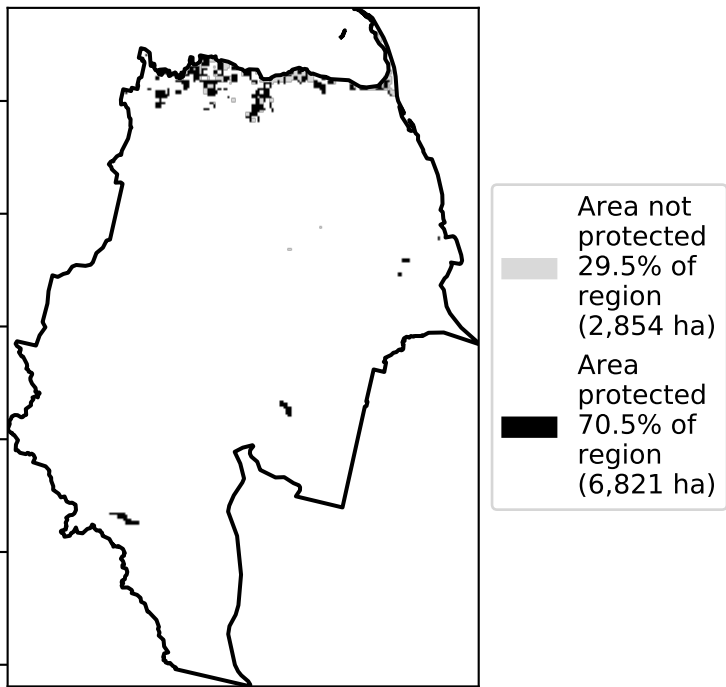 Area not
protected
29.5% of
region
(2,854 ha)
Area
protected
70.5% of
region
(6,821 ha)